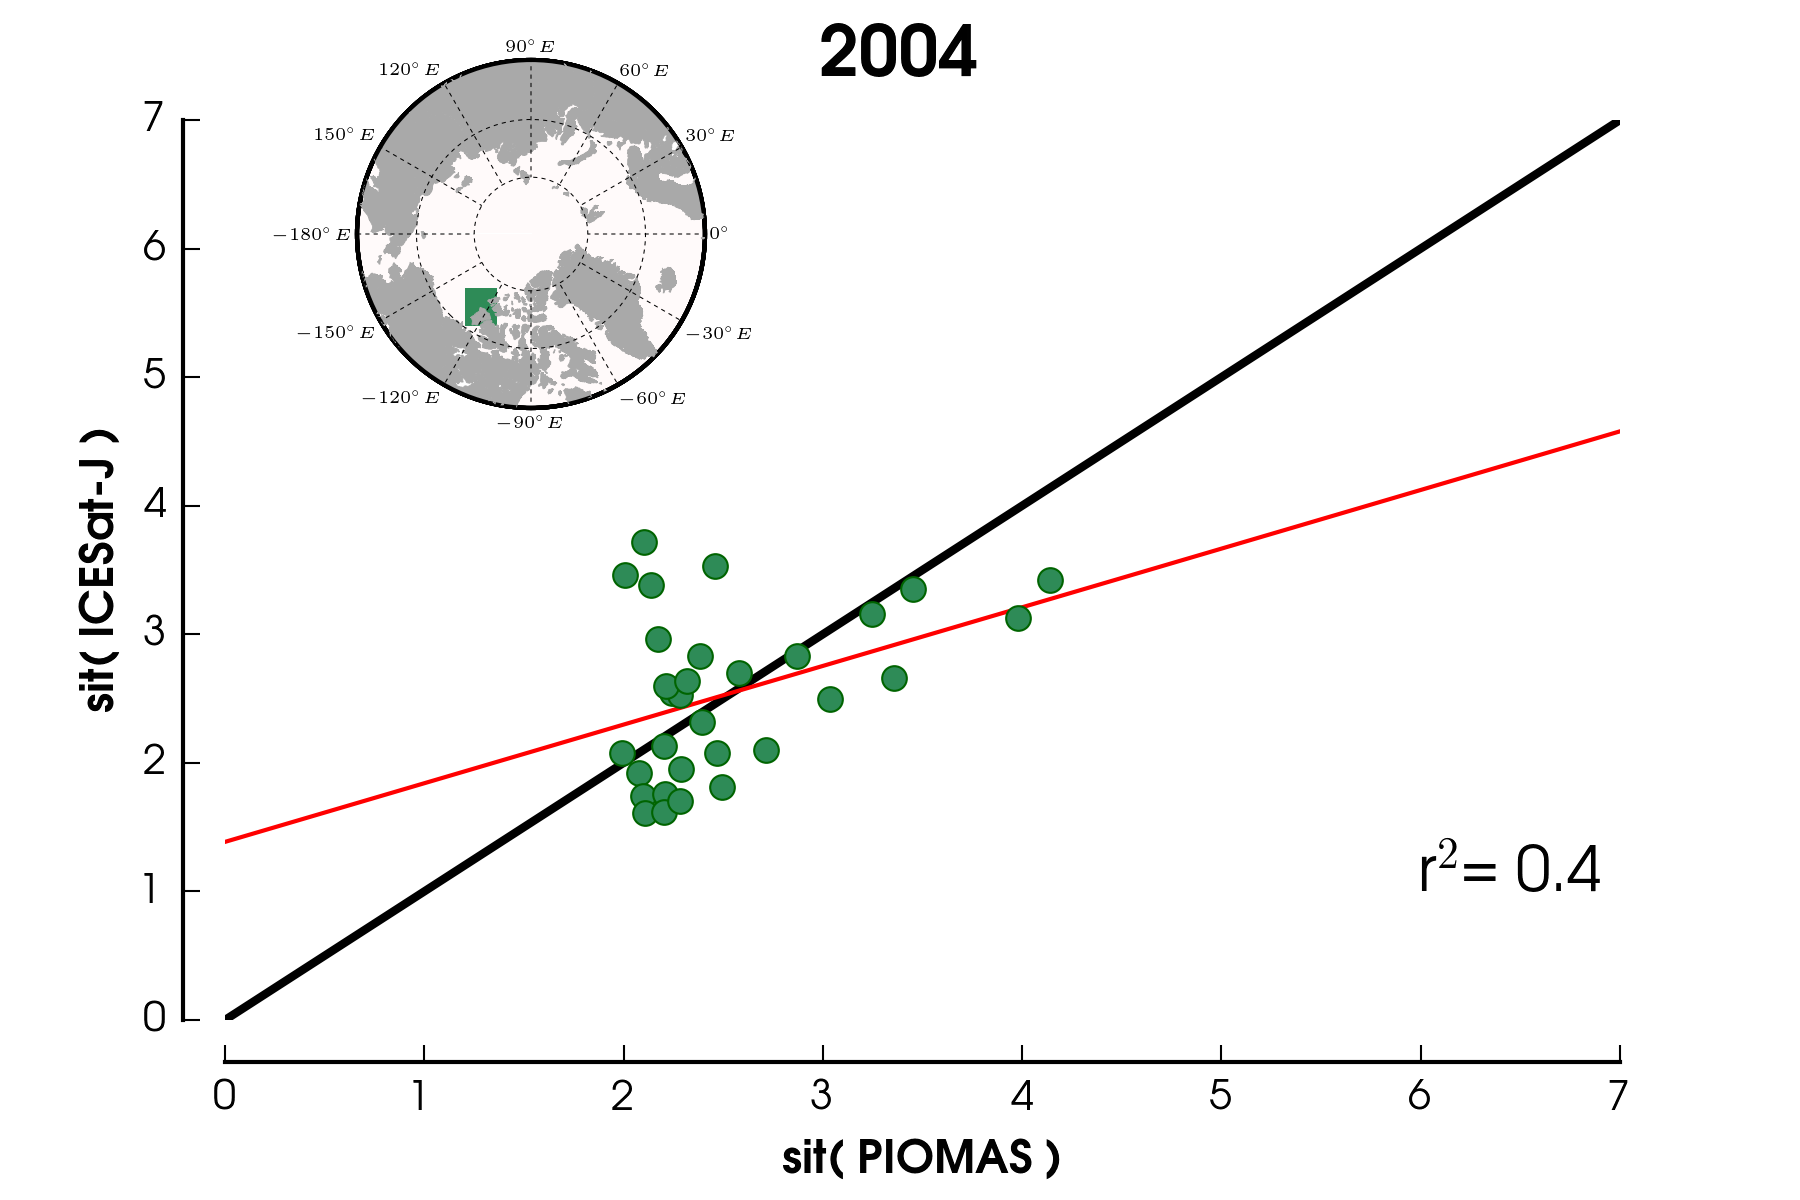 2004
90° E
120° E
60° E
150° E
30° E
−180° E
0°
−150° E
−30° E
−120° E
−60° E
−90° E
7
6
5
4
3
2
1
0
sit( ICESat-J )
r²= 0.4
0 1 2 3 4 5 6 7
sit( PIOMAS )